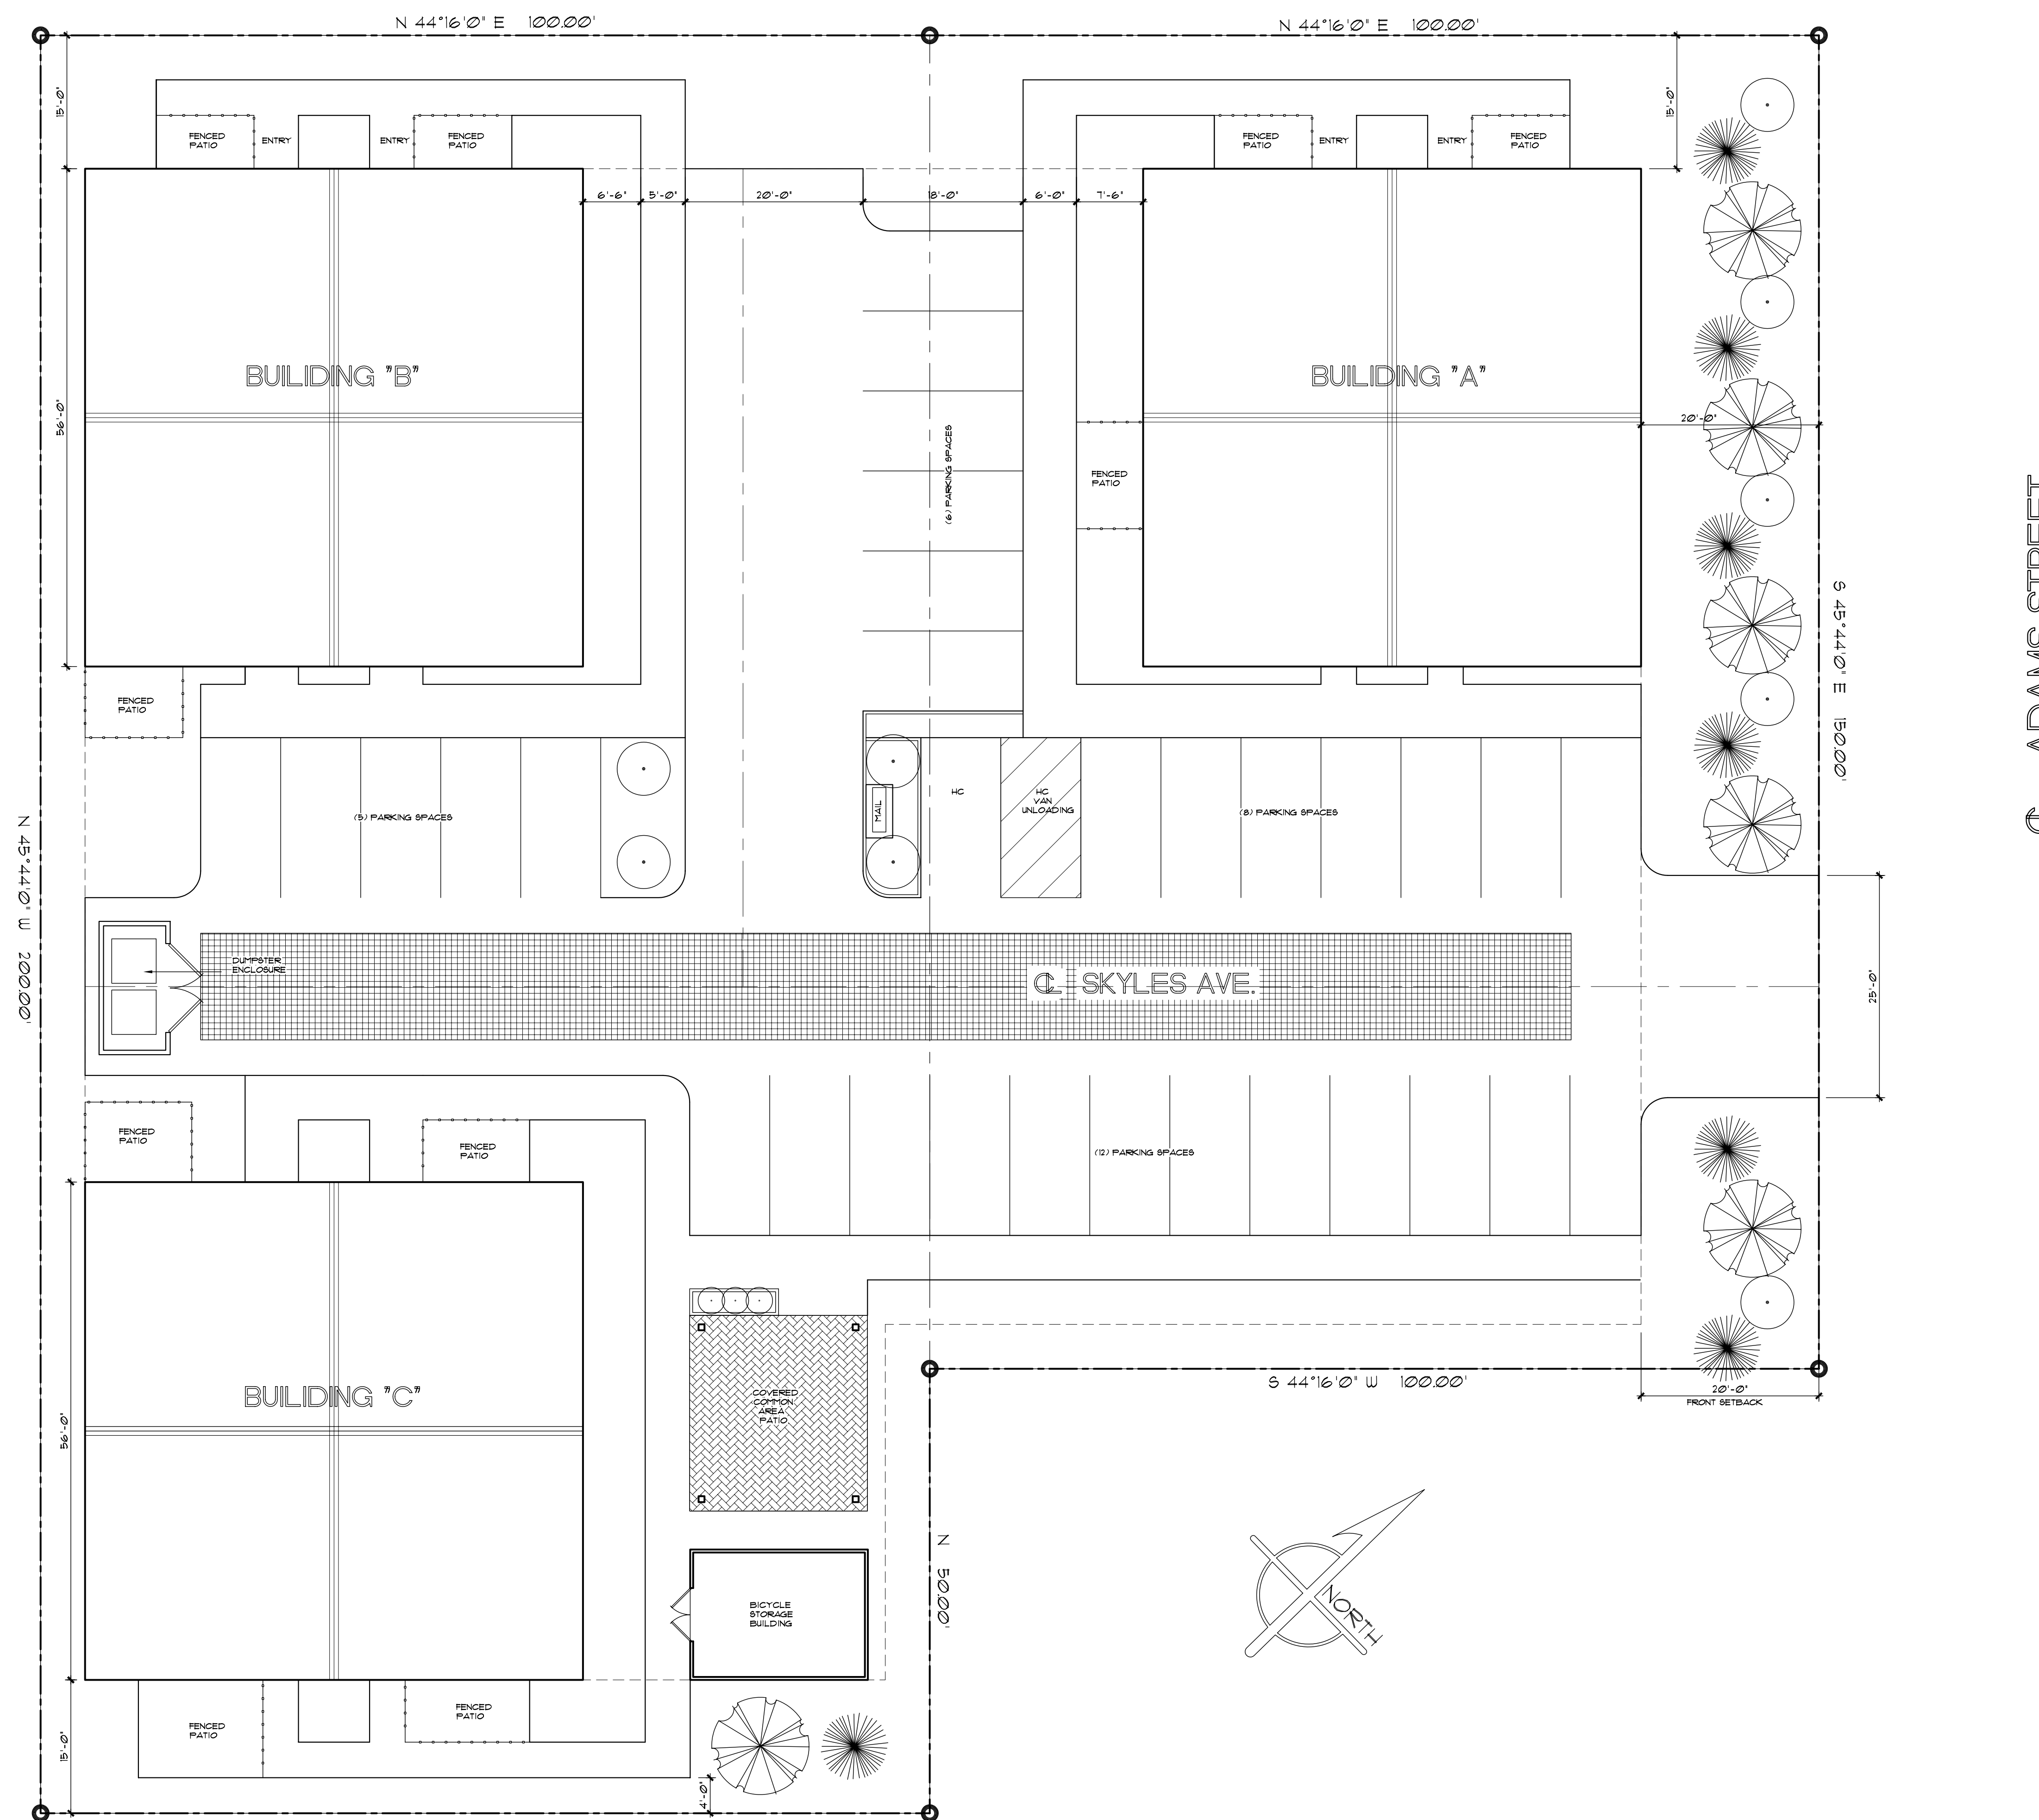 N 44°16'0" E 100.00'
N 44°16'0" E 100.00'
15'-0"
15'-0"
FENCED
PATIO
ENTRY
ENTRY
FENCED
PATIO
FENCED
PATIO
ENTRY
ENTRY
FENCED
PATIO
6'-6"
5'-0"
20'-0"
18'-0"
6'-0"
7'-6"
BUILIDING "B"
BUILIDING "A"
56'-0"
20'-0"
(6) PARKING SPACES
FENCED
PATIO
ADAMS STREET
S 45°44'0" E 150.00'
FENCED
PATIO
(5) PARKING SPACES
MAIL
HC
HC
VAN
UNLOADING
(8) PARKING SPACES
N 45°44'0" W 200.00'
DUMPSTER
ENCLOSURE
℄ SKYLES AVE.
25'-0"
FENCED
PATIO
FENCED
PATIO
(12) PARKING SPACES
BUILIDING "C"
COVERED
COMMON
AREA
PATIO
S 44°16'0" W 100.00'
20'-0"
FRONT SETBACK
56'-0"
N 50.00'
BICYCLE
STORAGE
BUILDING
NORTH
FENCED
PATIO
FENCED
PATIO
15'-0"
4'-0"